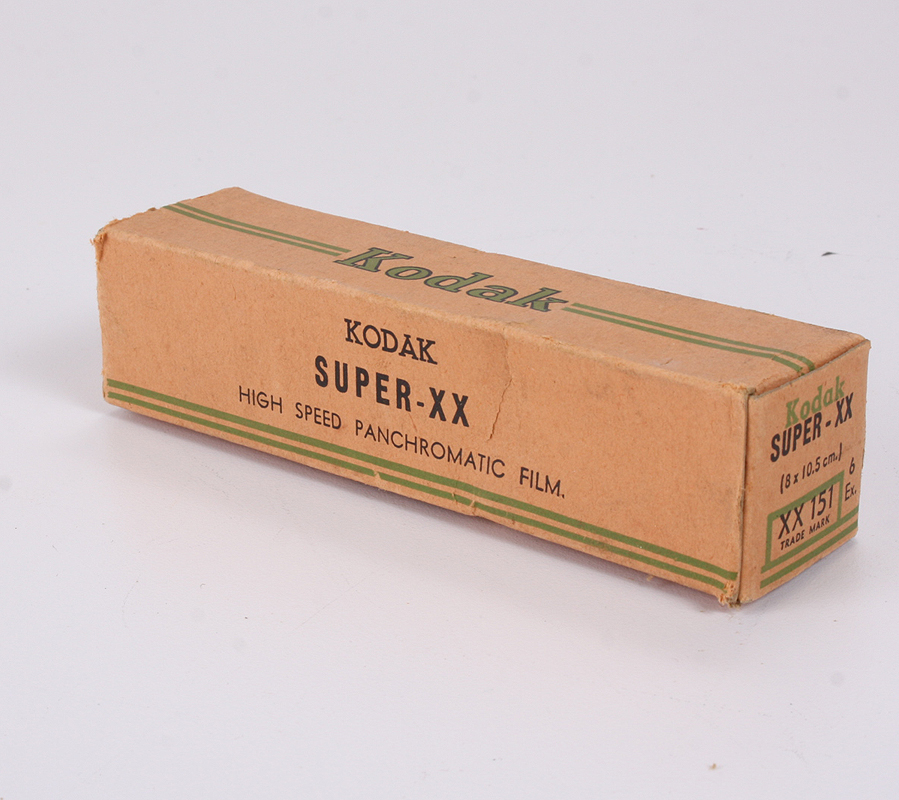 Kodak
KODAK
SUPER-XX
HIGH SPEED PANCHROMATIC FILM.
Kodak
SUPER-XX
(8 x 10.5 cm.)
6
Ex.
XX 151
TRADE MARK